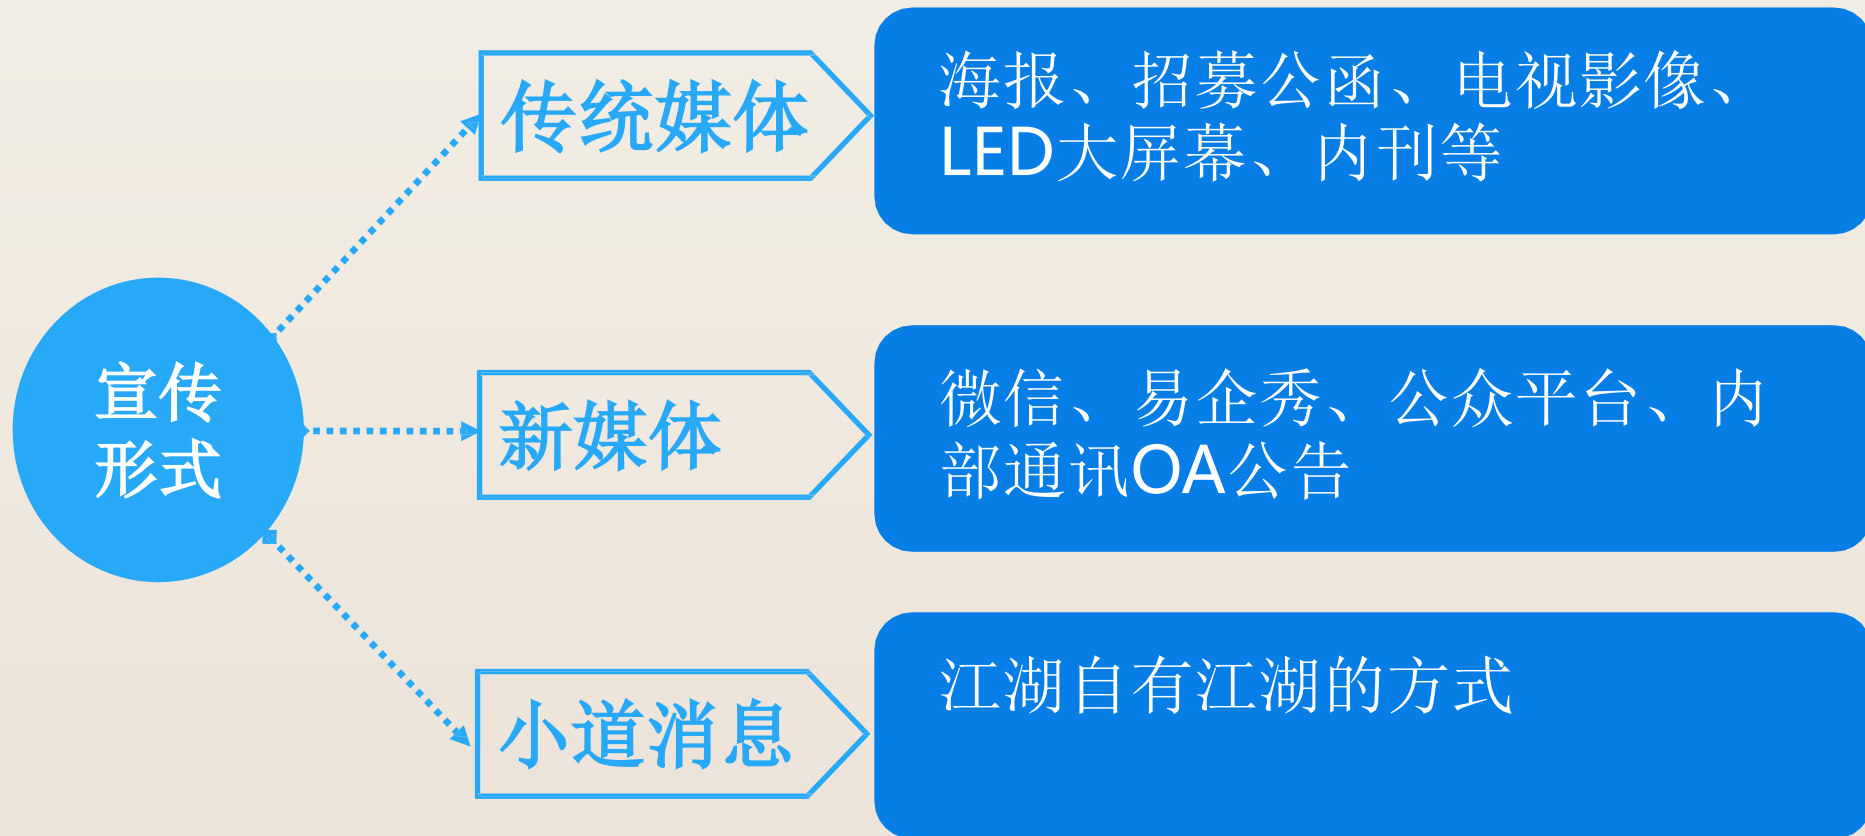 宣传
形式
传统媒体
海报、招募公函、电视影像、
LED大屏幕、内刊等
新媒体
微信、易企秀、公众平台、内
部通讯OA公告
小道消息
江湖自有江湖的方式